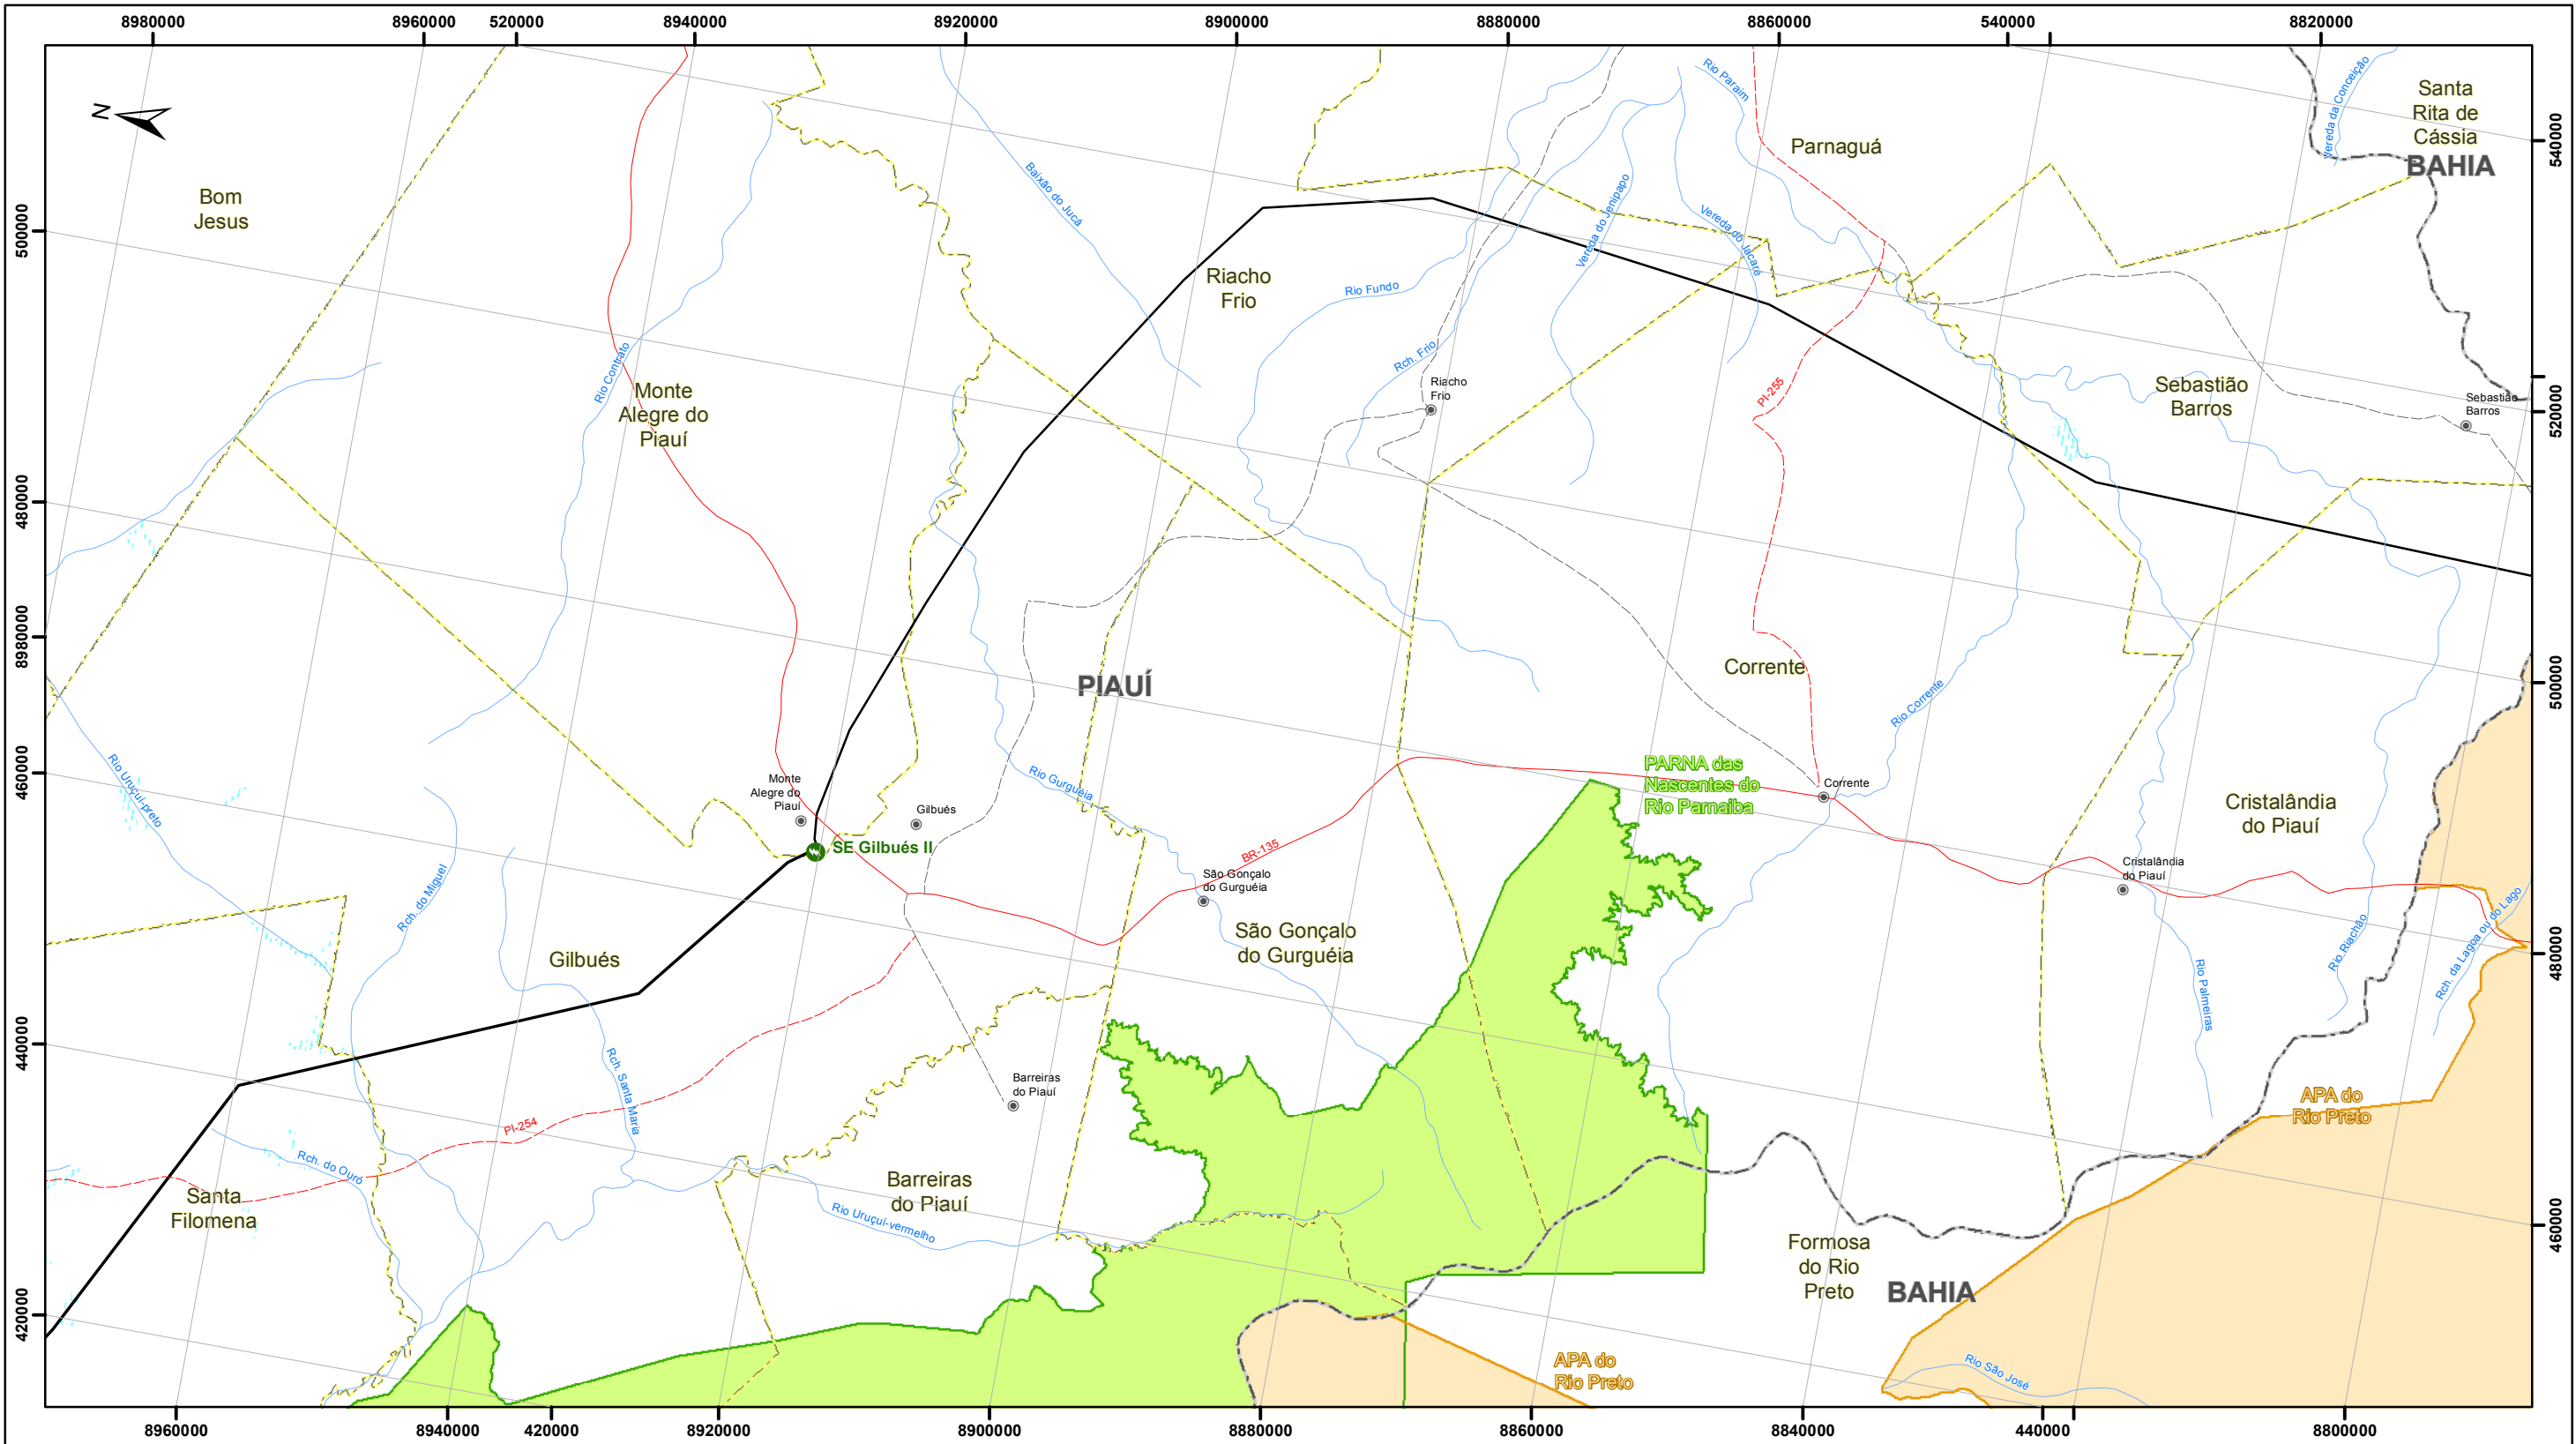 8980000
8960000
520000
8940000
8920000
8900000
8880000
8860000
540000
8820000
N
Rio Paraim
Vereda da Conceição
Santa
Rita de
Cássia
BAHIA
540000
Parnaguá
Bom
Jesus
Baixão do Jucá
Vereda do Jenipapo
Vereda do Jacaré
500000
Riacho
Frio
Rio Fundo
Rio Contrato
Rch. Frio
Monte
Alegre do
Piauí
Riacho
Frio
PI-255
Sebastião
Barros
Sebastião
Barros
520000
480000
8980000
PIAUÍ
Corrente
Rio Corrente
500000
460000
Rio Uruçuí-preto
Monte
Alegre do
Piauí
Gilbués
Rio Gurguéia
PARNA das
Nascentes do
Rio Parnaíba
Corrente
Cristalândia
do Piauí
SE Gilbués II
BR-135
Cristalândia
do Piauí
São Gonçalo
do Gurguéia
Rch. do Miguel
Gilbués
São Gonçalo
do Gurguéia
Rio Palmeiras
Rio Riachão
Rch. da Lagoa ou do Lago
480000
440000
Rch. Santa Maria
Barreiras
do Piauí
APA do
Rio Preto
PI-254
Rch. do Ouró
Santa
Filomena
Barreiras
do Piauí
Rio Uruçuí-vermelho
460000
Formosa
do Rio
Preto
BAHIA
420000
APA do
Rio Preto
Rio São José
8960000
8940000
420000
8920000
8900000
8880000
8860000
8840000
440000
8800000